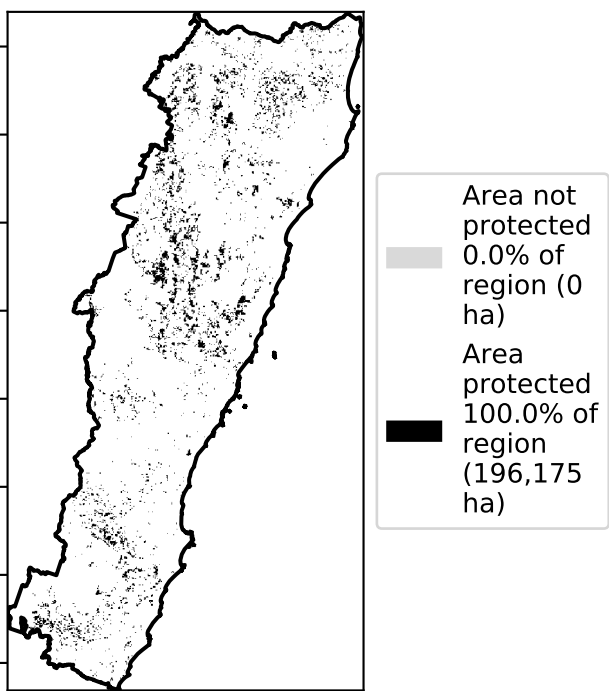 Area not
protected
0.0% of
region (0
ha)
Area
protected
100.0% of
region
(196,175
ha)